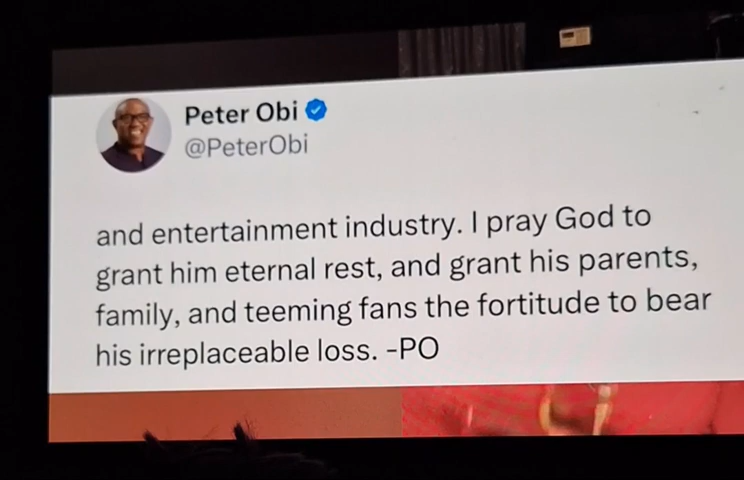 Peter Obi
@PeterObi
and entertainment industry. I pray God to
grant him eternal rest, and grant his parents,
family, and teeming fans the fortitude to bear
his irreplaceable loss. -PO